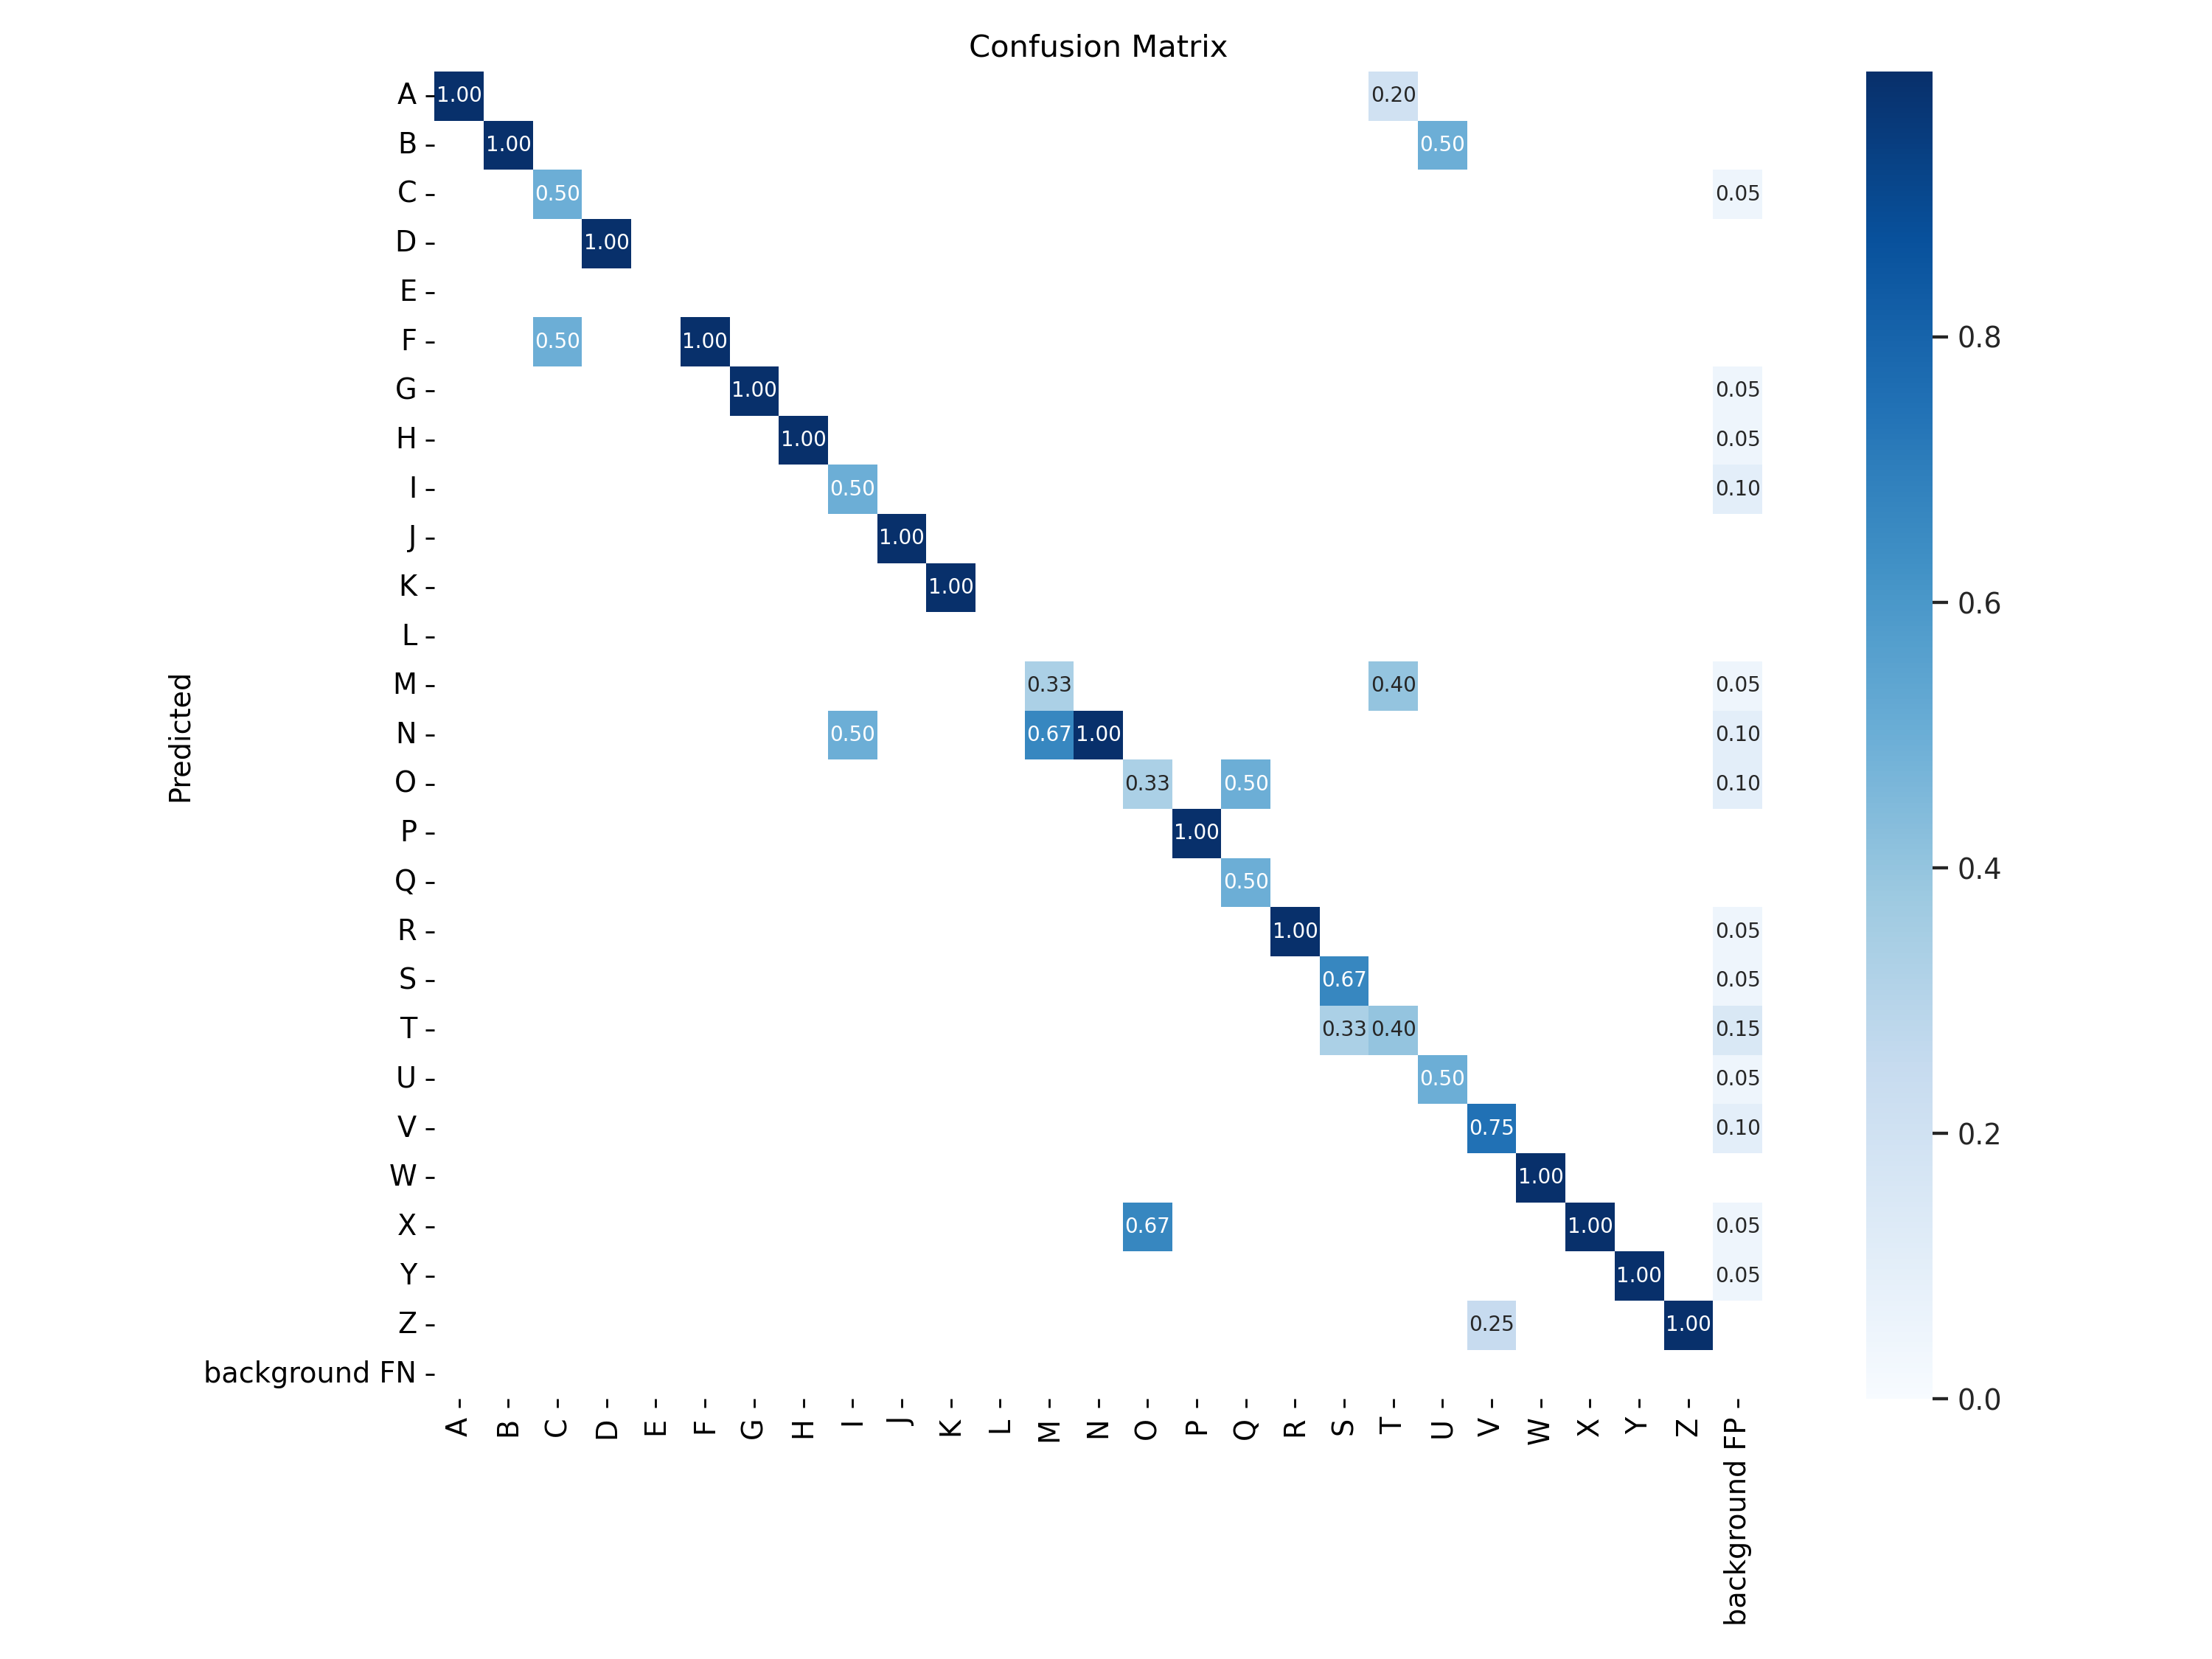 Confusion Matrix
A 1.00 0.20
B 1.00 0.50
C 0.50 0.05
D 1.00
E
F 0.50 1.00
G 1.00 0.05
H 1.00 0.05
I 0.50 0.10
J 1.00
K 1.00
L
M 0.33 0.40 0.05
N 0.50 0.67 1.00 0.10
O 0.33 0.50 0.10
P 1.00
Q 0.50
R 1.00 0.05
S 0.67 0.05
T 0.33 0.40 0.15
U 0.50 0.05
V 0.75 0.10
W 1.00
X 0.67 1.00 0.05
Y 1.00 0.05
Z 0.25 1.00
background FN
Predicted
A B C D E F G H I J K L M N O P Q R S T U V W X Y Z background FP
0.8
0.6
0.4
0.2
0.0